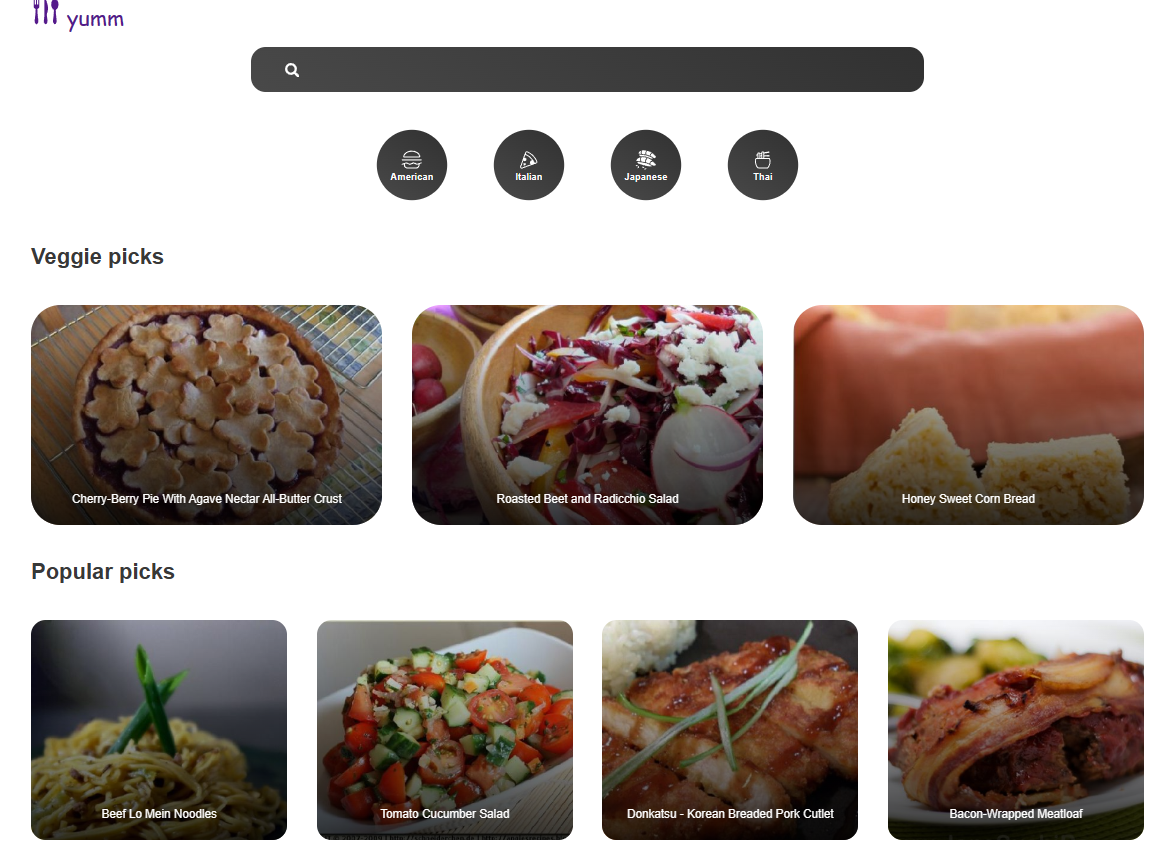 yumm
American
Italian
Japanese
Thai
Veggie picks
Cherry-Berry Pie With Agave Nectar All-Butter Crust
Roasted Beet and Radicchio Salad
Honey Sweet Corn Bread
Popular picks
Beef Lo Mein Noodles
Tomato Cucumber Salad
Donkatsu - Korean Breaded Pork Cutlet
Bacon-Wrapped Meatloaf